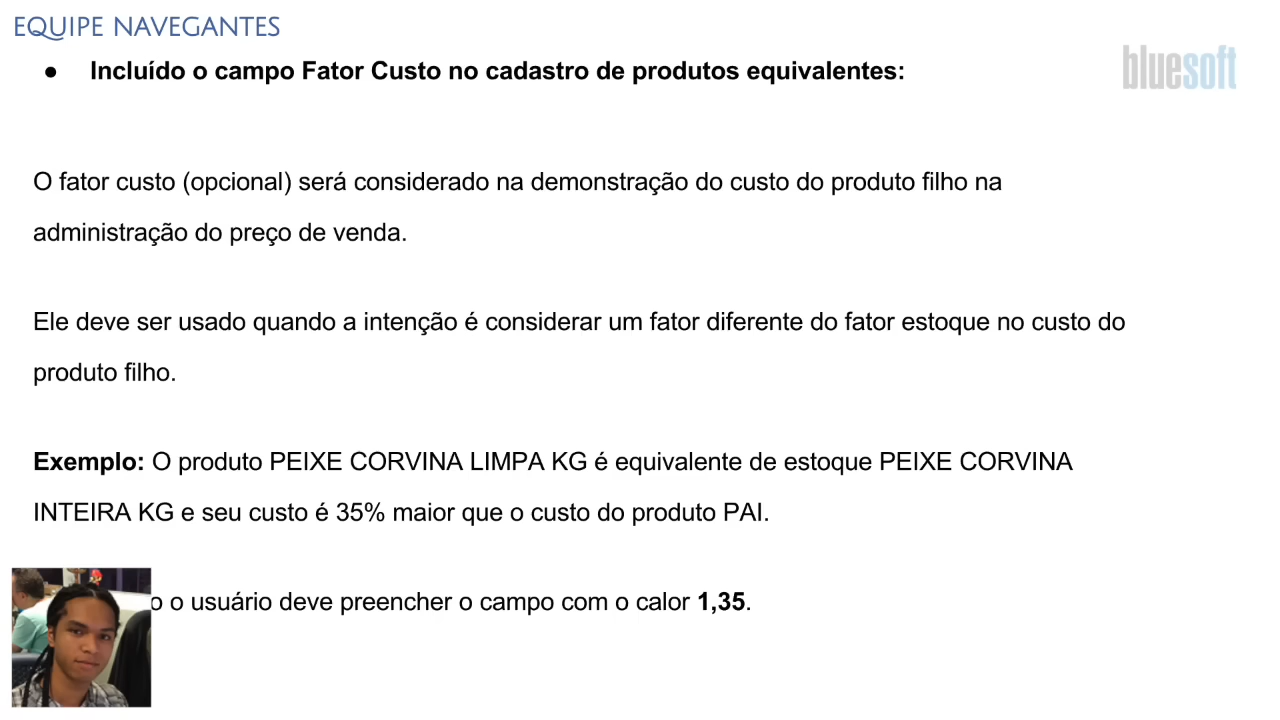 EQUIPE NAVEGANTES
● Incluído o campo Fator Custo no cadastro de produtos equivalentes:
bluesoft
O fator custo (opcional) será considerado na demonstração do custo do produto filho na
administração do preço de venda.
Ele deve ser usado quando a intenção é considerar um fator diferente do fator estoque no custo do
produto filho.
Exemplo: O produto PEIXE CORVINA LIMPA KG é equivalente de estoque PEIXE CORVINA
INTEIRA KG e seu custo é 35% maior que o custo do produto PAI.
o usuário deve preencher o campo com o calor 1,35.